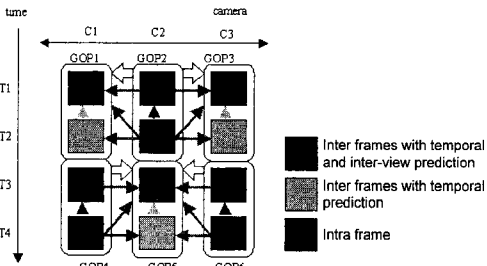 time
camera
C1 C2 C3
GOP1 GOP2 GOP3
T1
T2
Inter frames with temporal
and inter-view prediction
T3
Inter frames with temporal
prediction
T4
Intra frame